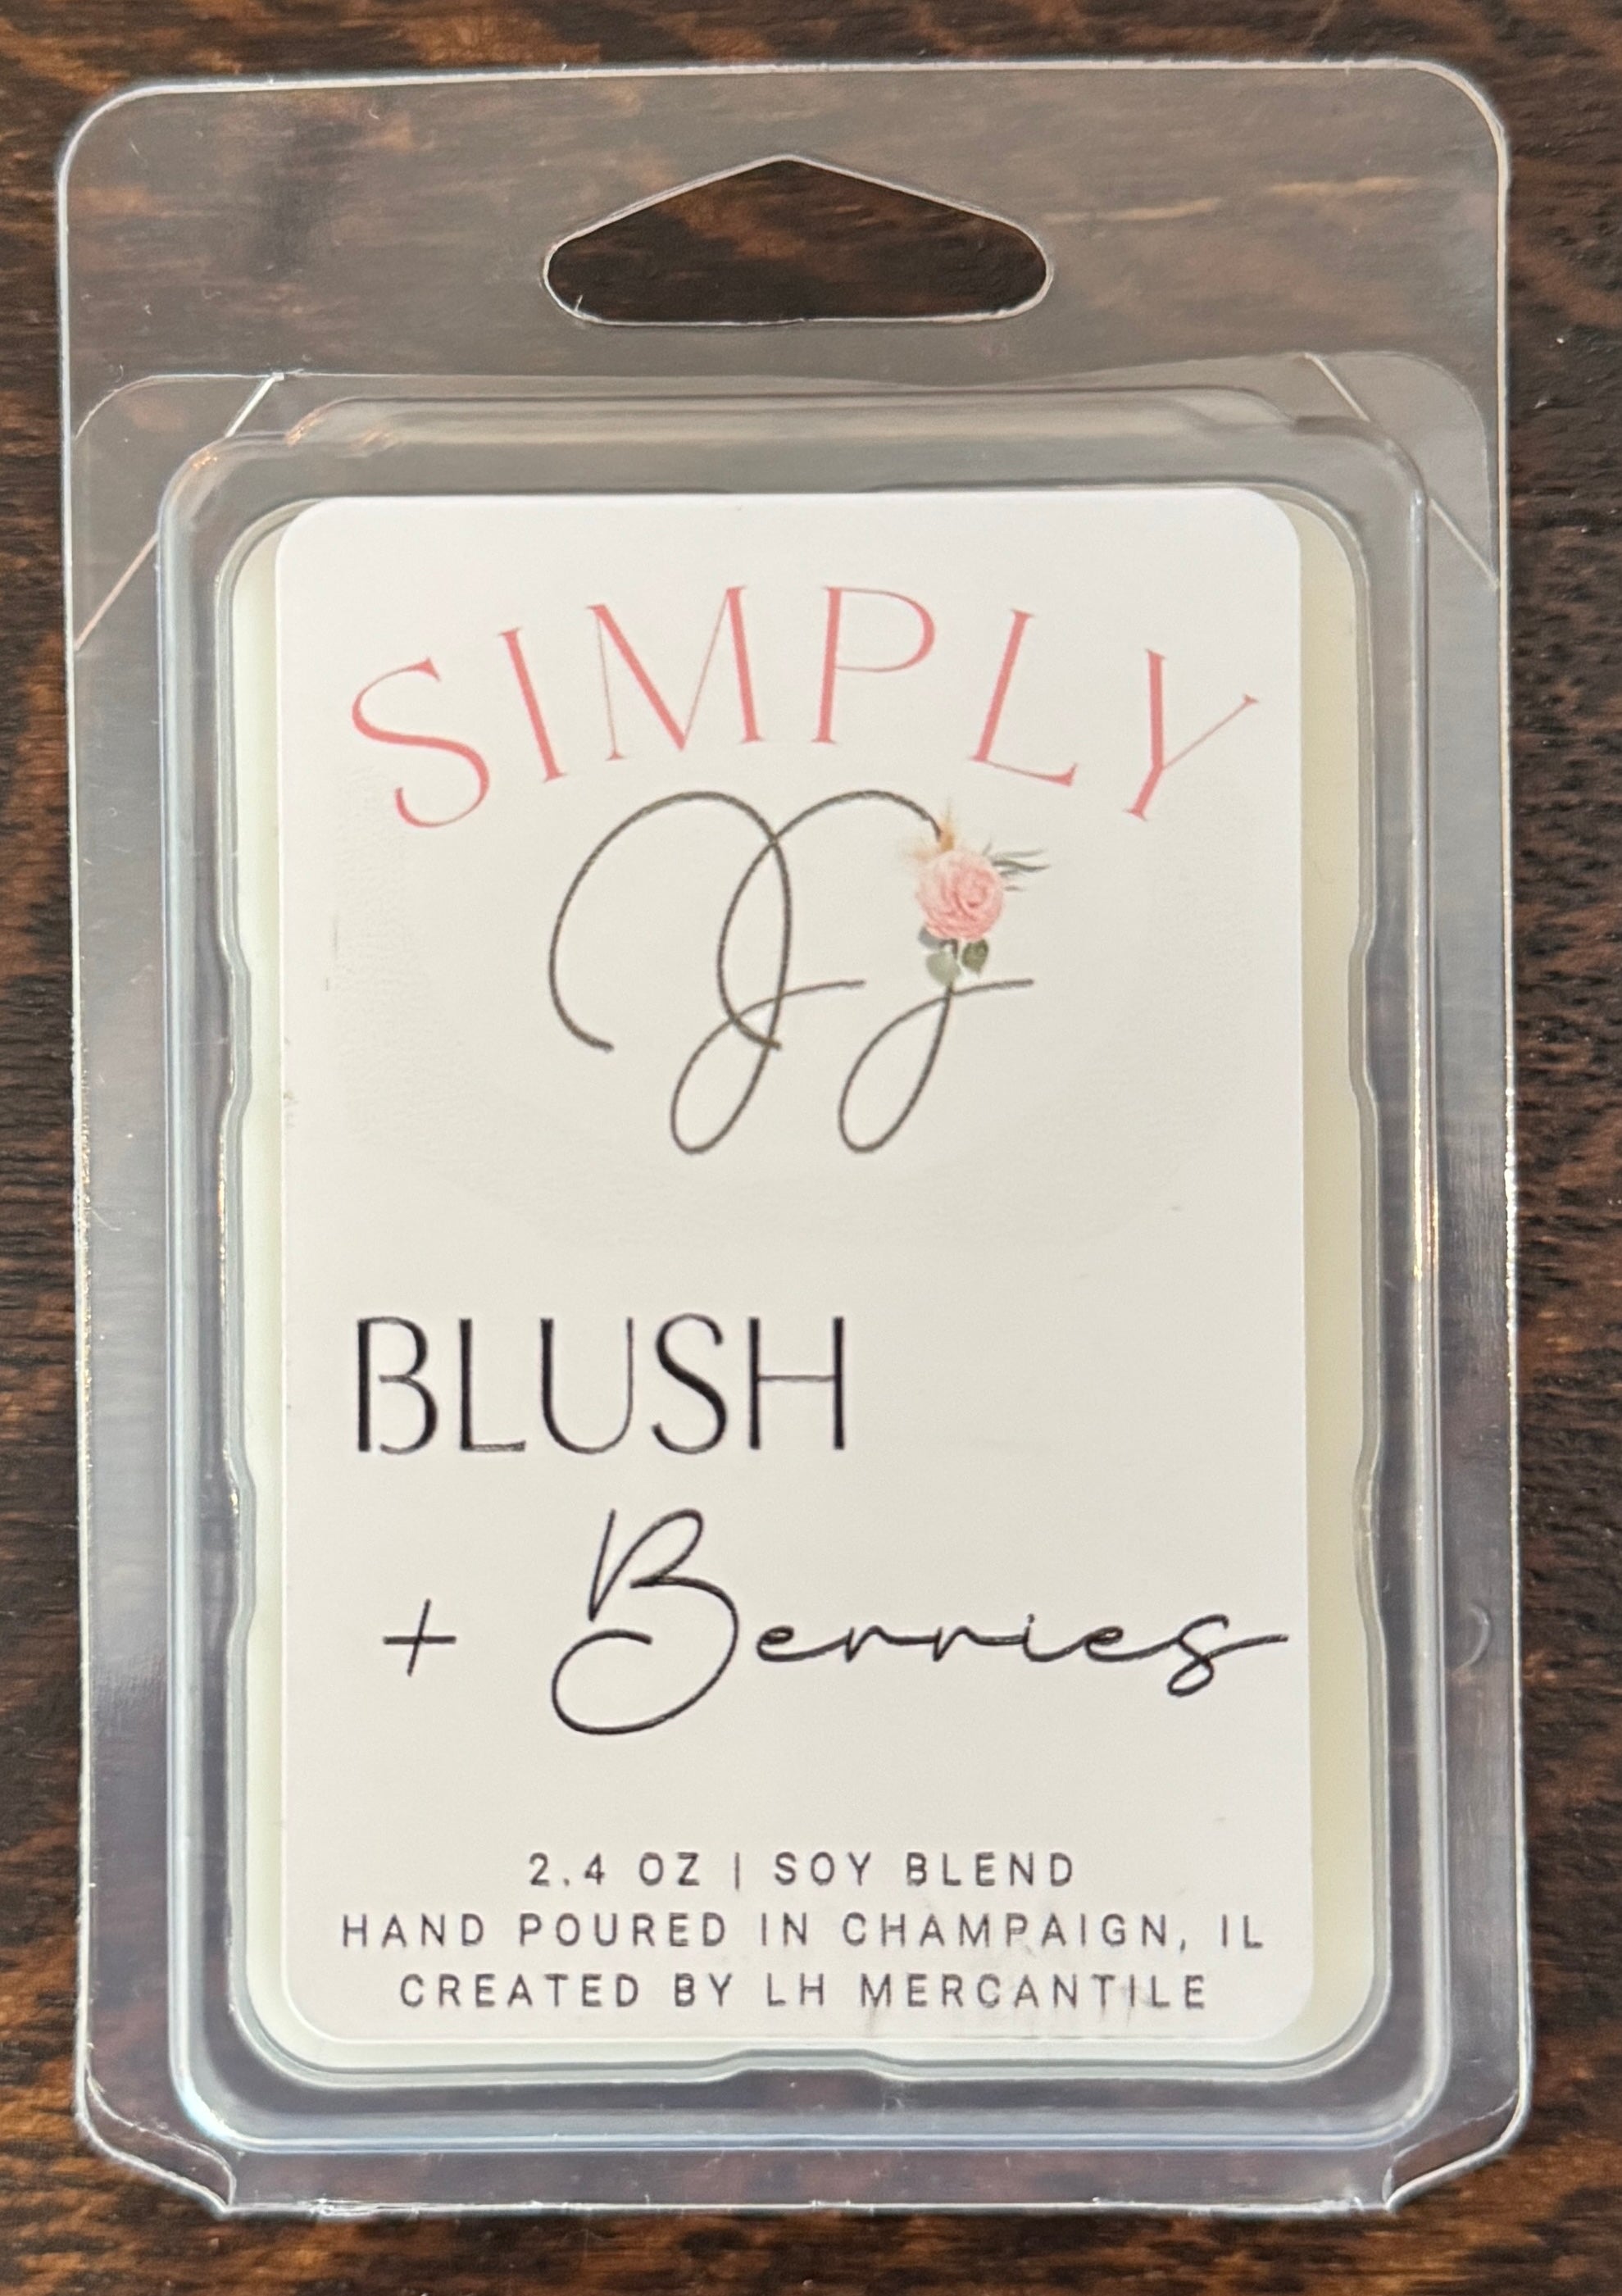 SIMPLY
JJ
BLUSH
+ Berries
2.4 OZ | SOY BLEND
HAND POURED IN CHAMPAIGN, IL
CREATED BY LH MERCANTILE